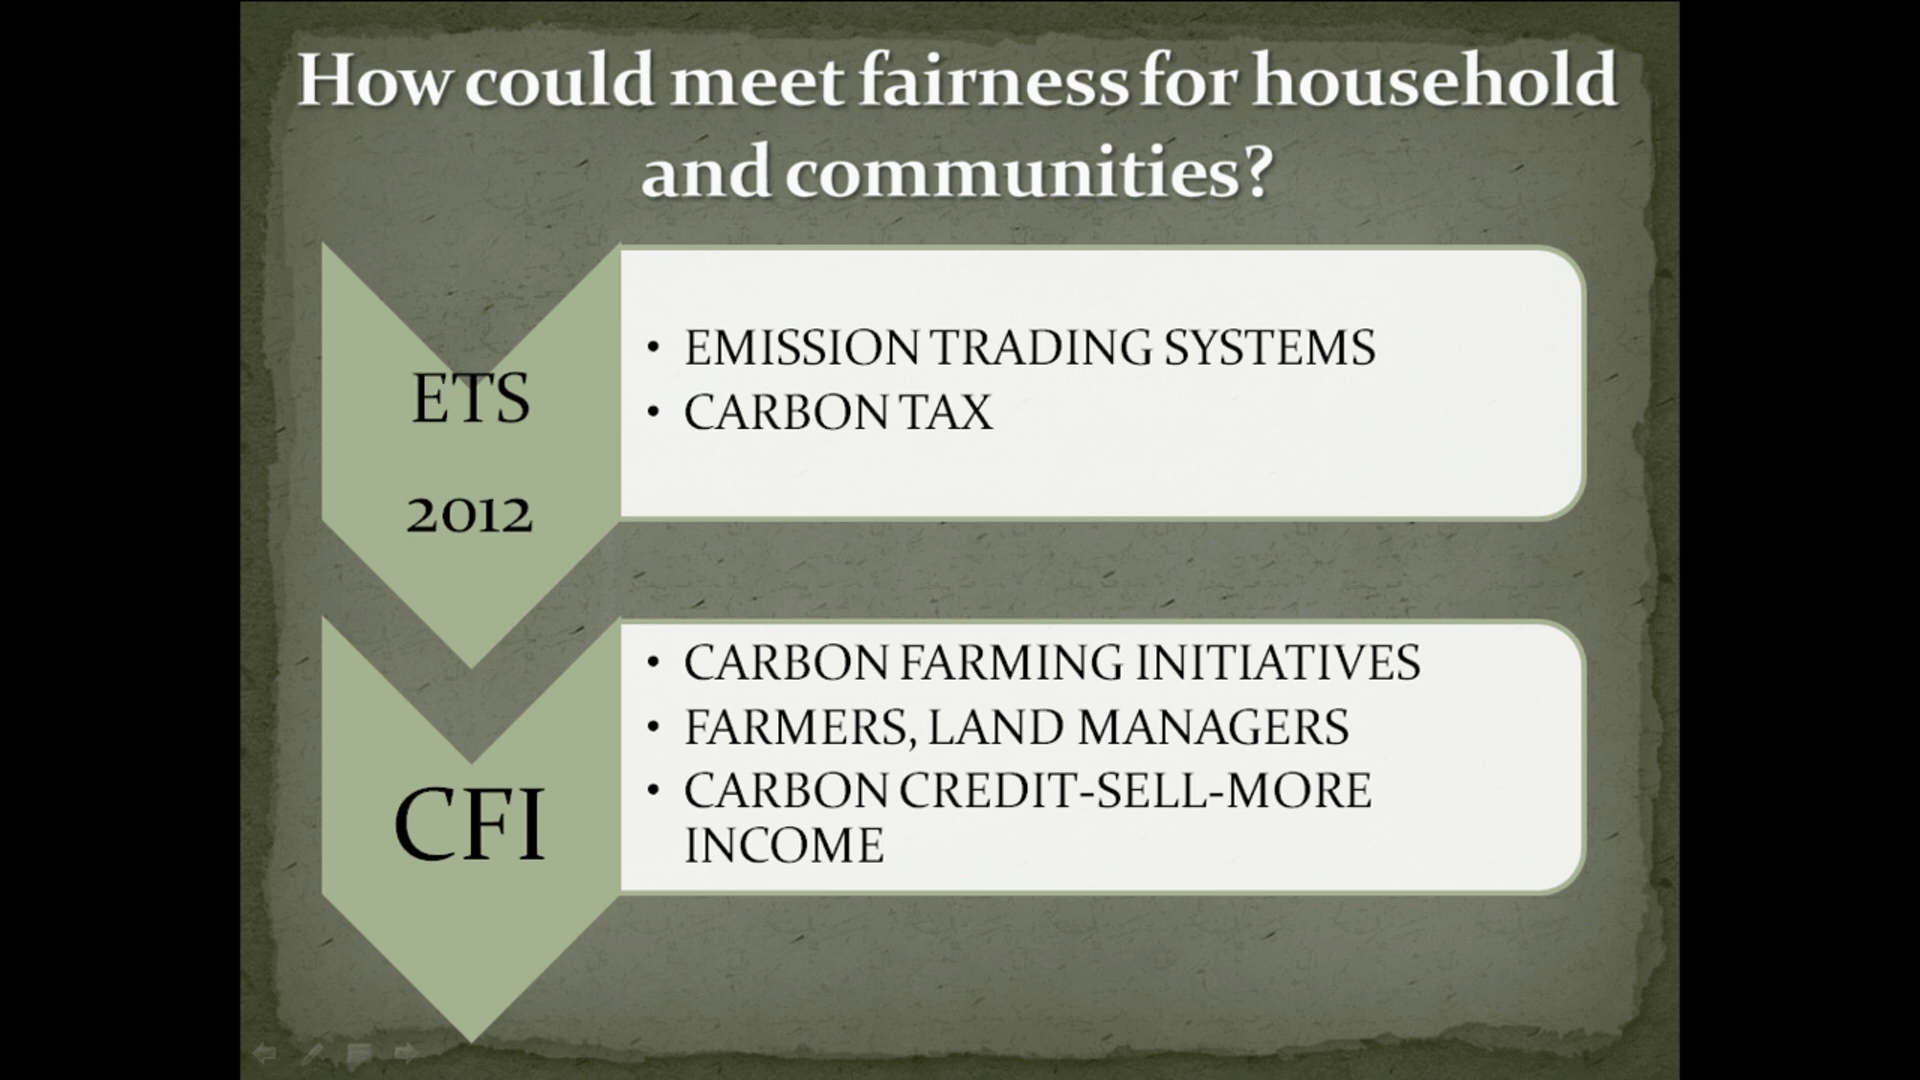 How could meet fairness for household
and communities?
ETS
2012
• EMISSION TRADING SYSTEMS
• CARBON TAX
CFI
• CARBON FARMING INITIATIVES
• FARMERS, LAND MANAGERS
• CARBON CREDIT-SELL-MORE
INCOME